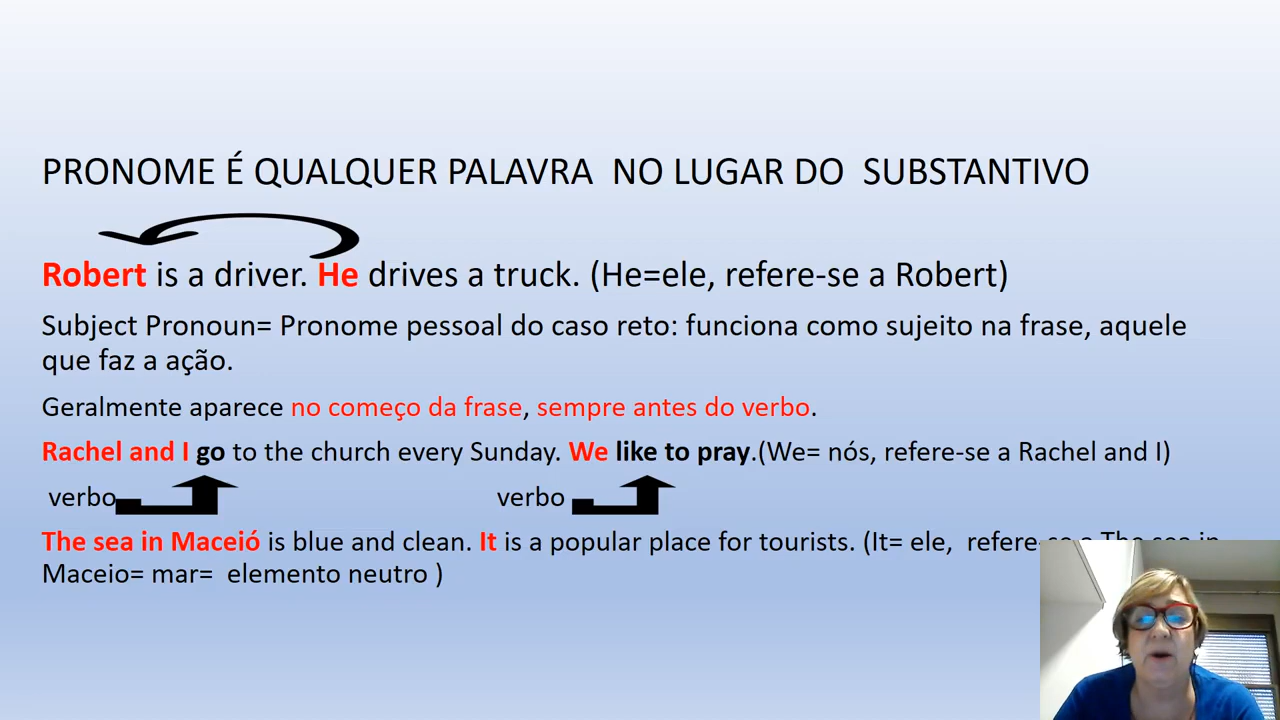 PRONOME É QUALQUER PALAVRA NO LUGAR DO SUBSTANTIVO
Robert is a driver. He drives a truck. (He=ele, refere-se a Robert)
Subject Pronoun= Pronome pessoal do caso reto: funciona como sujeito na frase, aquele
que faz a ação.
Geralmente aparece no começo da frase, sempre antes do verbo.
Rachel and I go to the church every Sunday. We like to pray.(We= nós, refere-se a Rachel and I)
verbo verbo
The sea in Maceió is blue and clean. It is a popular place for tourists. (It= ele, refere-se The sea in
Maceio= mar= elemento neutro )